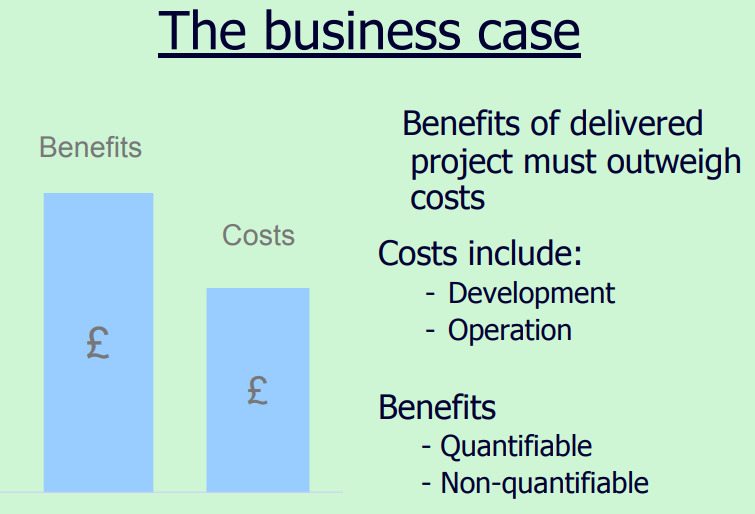 The business case
Benefits
Costs
£
£
Benefits of delivered
project must outweigh
costs
Costs include:
- Development
- Operation
Benefits
- Quantifiable
- Non-quantifiable